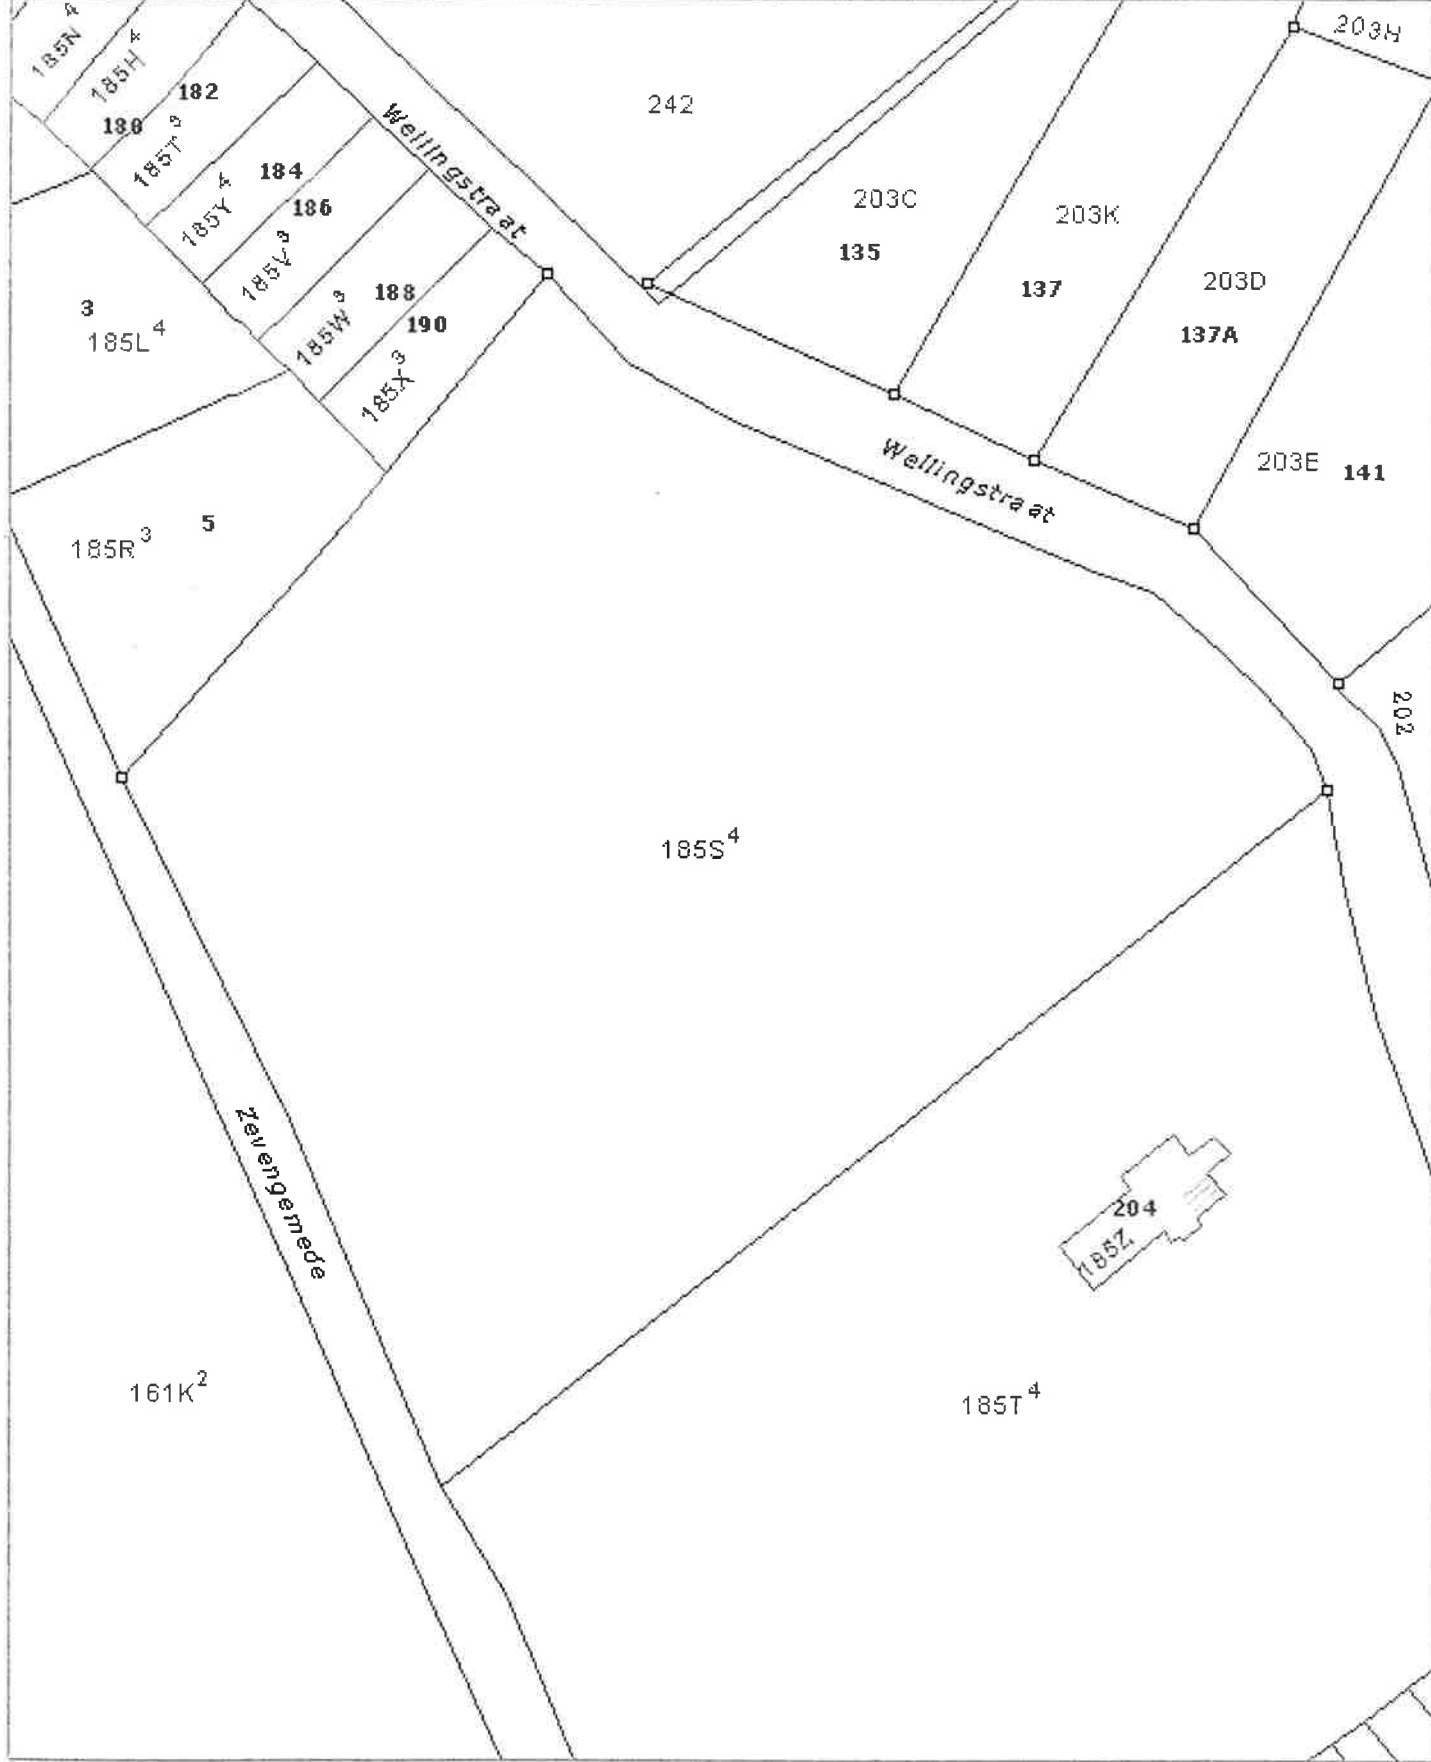 185N⁴
185H⁴
180
182
185T³
185Y⁴
184
186
185V³
188
185W³
190
185X³
Wellingstraat
242
203C
135
203K
137
203D
137A
203H
203E
141
202
3
185L⁴
5
185R³
Wellingstraat
185S⁴
Zevengemede
161K²
204
185Z
185T⁴